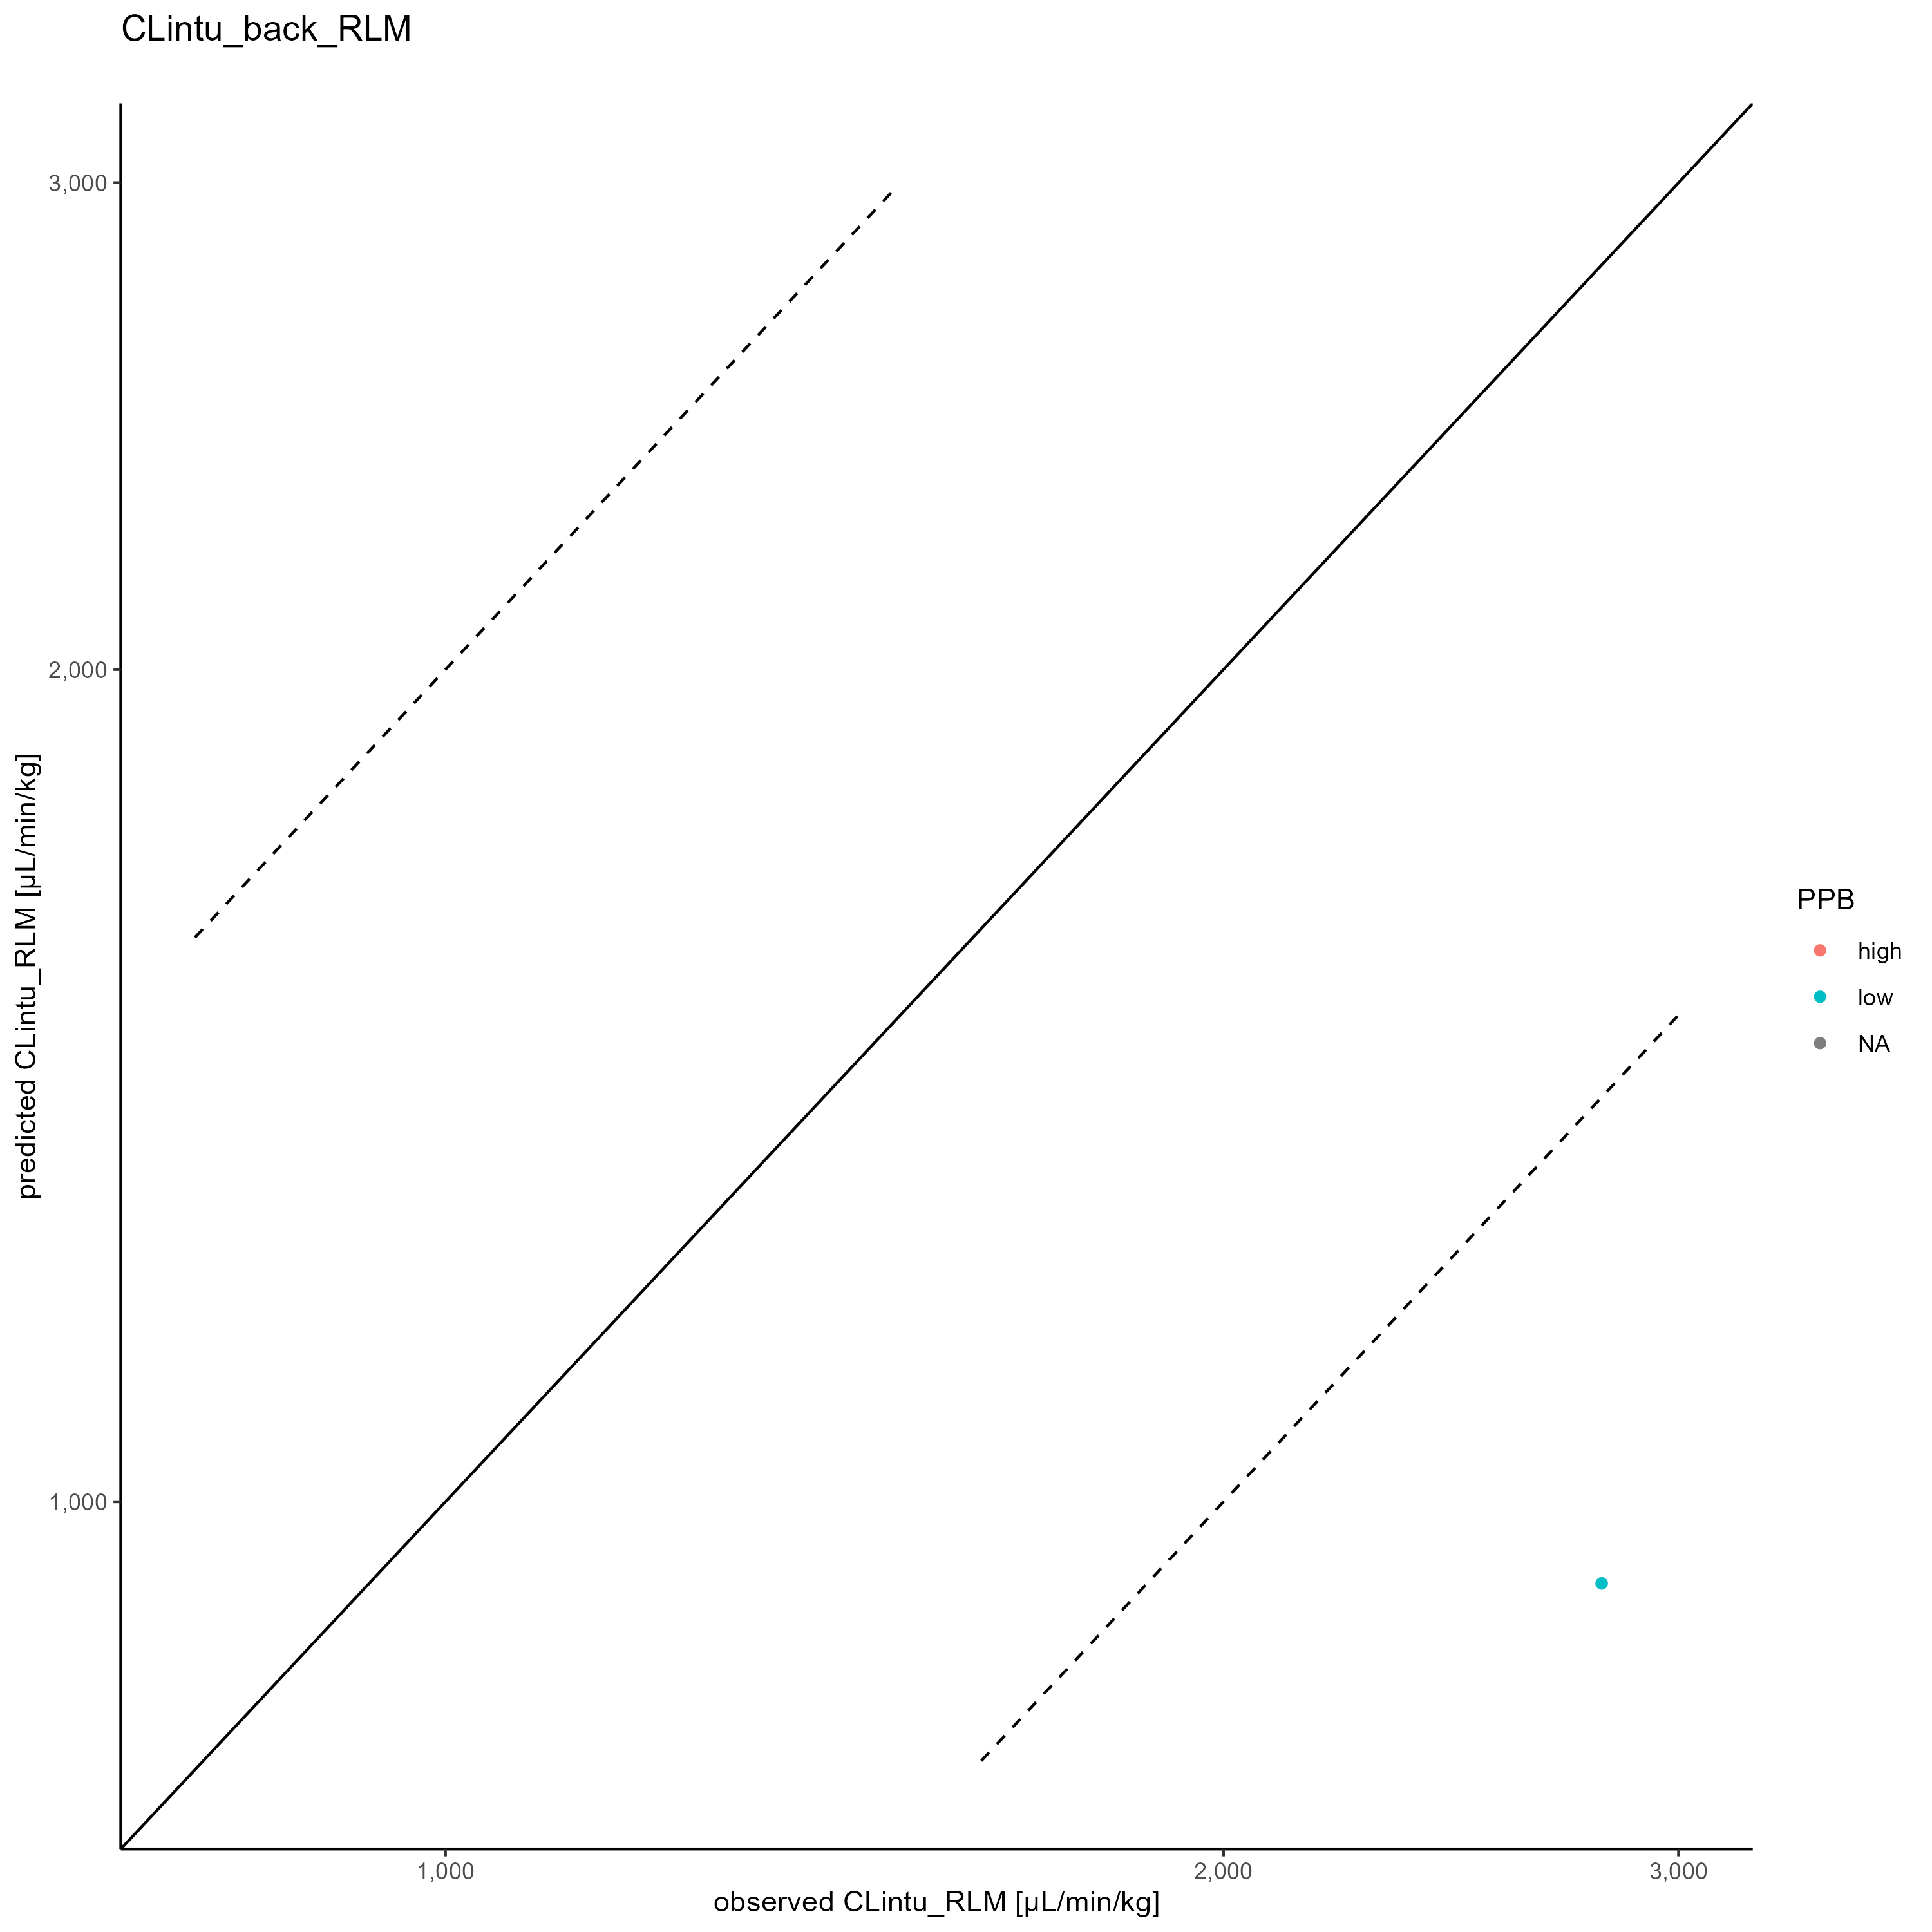 CLintu_back_RLM
3,000
2,000
1,000
predicted CLintu_RLM [µL/min/kg]
1,000
2,000
3,000
observed CLintu_RLM [µL/min/kg]
PPB
high
low
NA